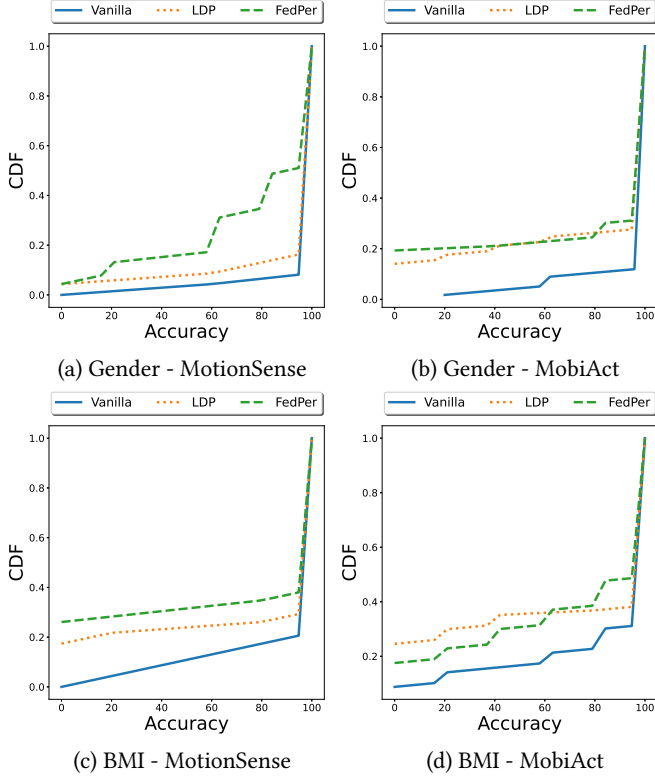 Vanilla LDP FedPer
Vanilla LDP FedPer
1.0
0.8
0.6
0.4
0.2
0.0
CDF
0 20 40 60 80 100
Accuracy
1.0
0.8
0.6
0.4
0.2
0.0
CDF
0 20 40 60 80 100
Accuracy
(a) Gender - MotionSense
(b) Gender - MobiAct
Vanilla LDP FedPer
Vanilla LDP FedPer
1.0
0.8
0.6
0.4
0.2
0.0
CDF
0 20 40 60 80 100
Accuracy
1.0
0.8
0.6
0.4
0.2
CDF
0 20 40 60 80 100
Accuracy
(c) BMI - MotionSense
(d) BMI - MobiAct